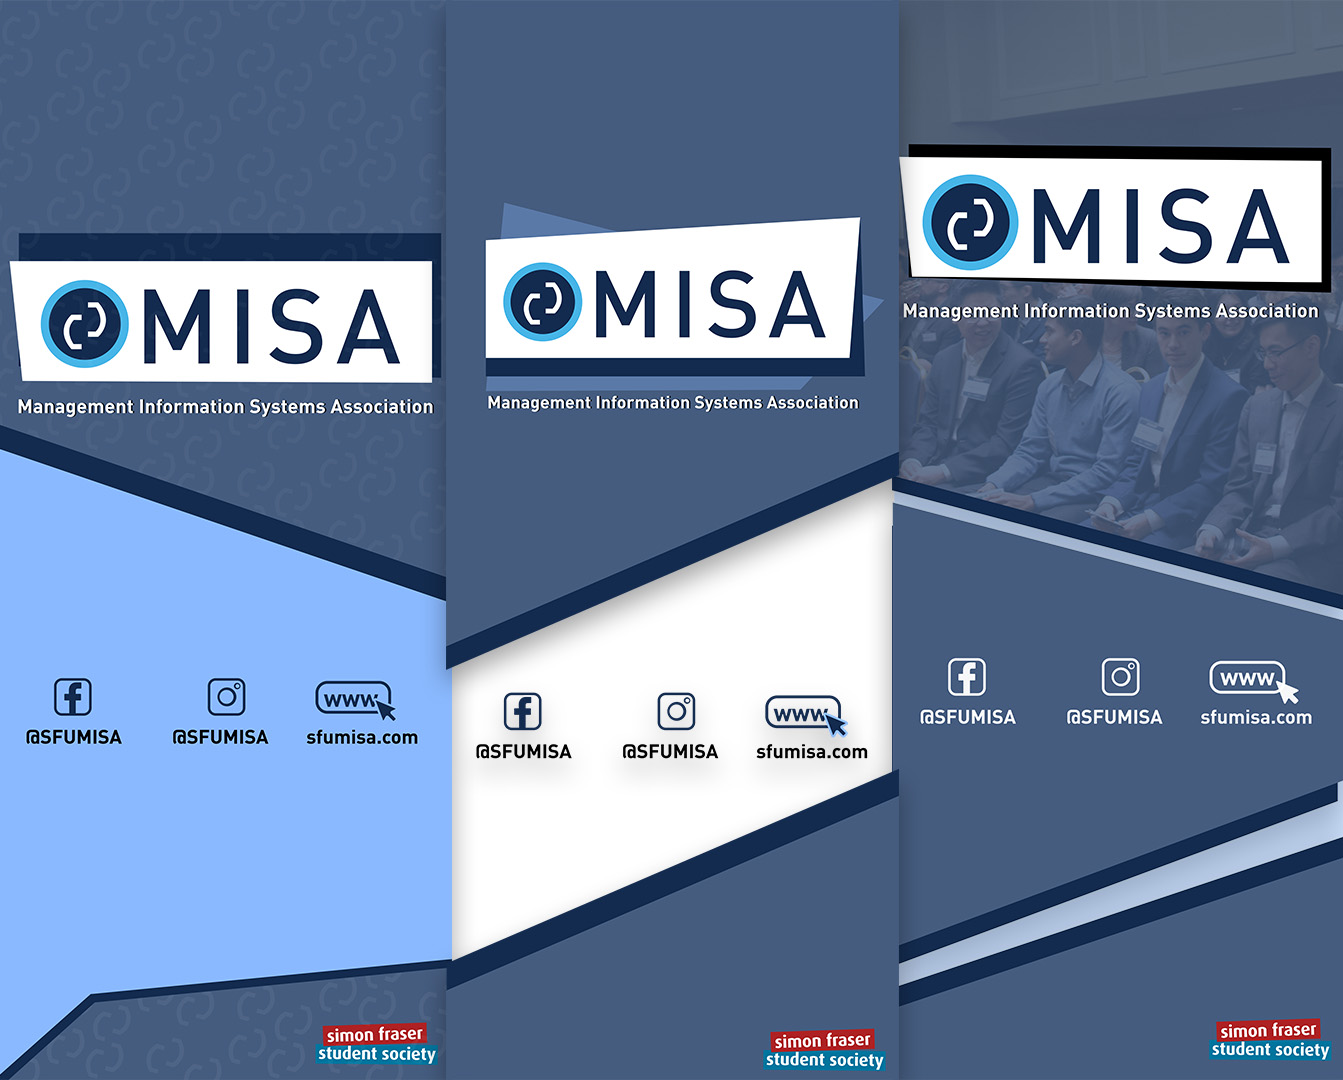 MISA
Management Information Systems Association
@SFUMISA
@SFUMISA
www.
sfumisa.com
simon fraser
student society
MISA
Management Information Systems Association
@SFUMISA
@SFUMISA
www.
sfumisa.com
simon fraser
student society
MISA
Management Information Systems Association
@SFUMISA
@SFUMISA
www.
sfumisa.com
simon fraser
student society